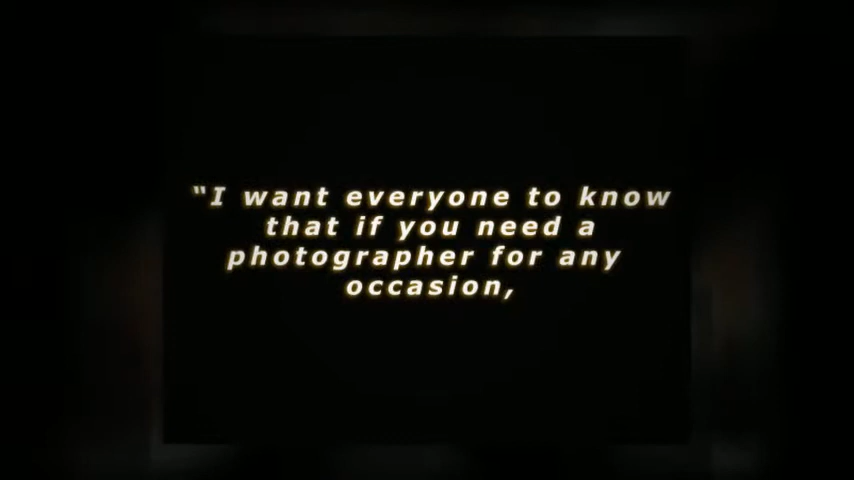 “I want everyone to know
that if you need a
photographer for any
occasion,